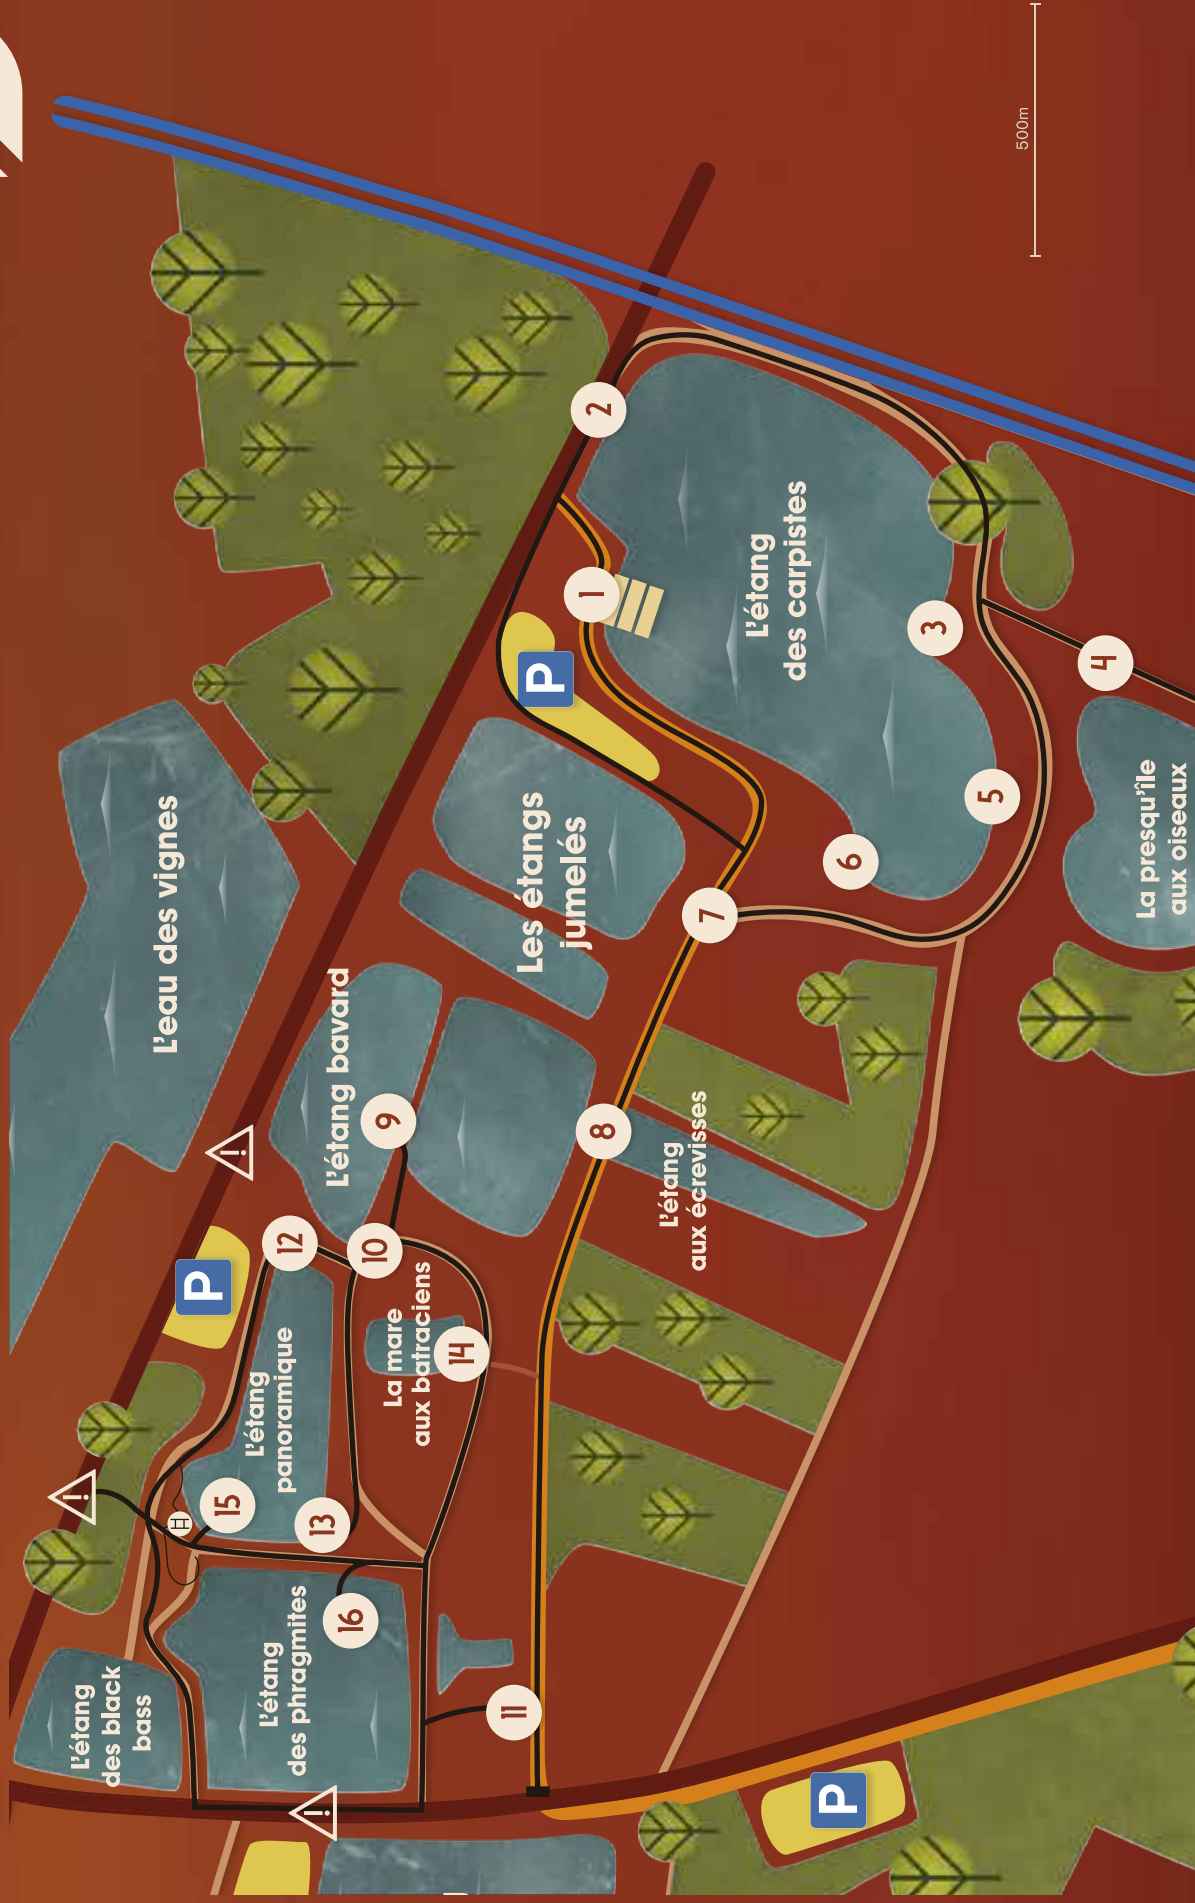 500m
L'eau des vignes
2
1
P
L'étang
des carpistes
3
4
5
6
Les étangs
jumelés
7
La presqu'île
aux oiseaux
L'étang bavard
9
8
L'étang
aux écrevisses
P
12
10
La mare
aux batraciens
14
L'étang
panoramique
15
13
H
16
L'étang
des phragmites
L'étang
des black
bass
11
P
!
!
!